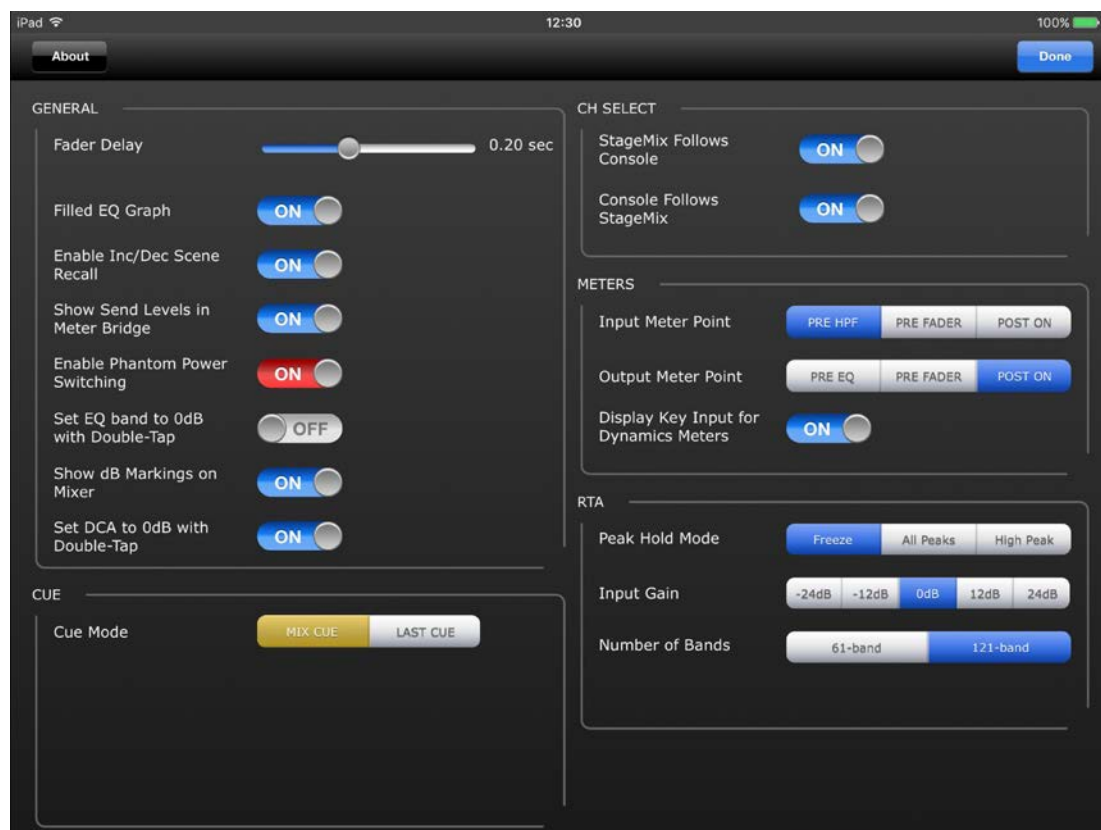 iPad 12:30 100%
About Done
GENERAL
Fader Delay 0.20 sec
Filled EQ Graph ON
Enable Inc/Dec Scene
Recall ON
Show Send Levels in
Meter Bridge ON
Enable Phantom Power
Switching ON
Set EQ band to 0dB
with Double-Tap OFF
Show dB Markings on
Mixer ON
Set DCA to 0dB with
Double-Tap ON
CUE
Cue Mode MIX CUE LAST CUE
CH SELECT
StageMix Follows
Console ON
Console Follows
StageMix ON
METERS
Input Meter Point PRE HPF PRE FADER POST ON
Output Meter Point PRE EQ PRE FADER POST ON
Display Key Input for
Dynamics Meters ON
RTA
Peak Hold Mode Freeze All Peaks High Peak
Input Gain -24dB -12dB 0dB 12dB 24dB
Number of Bands 61-band 121-band